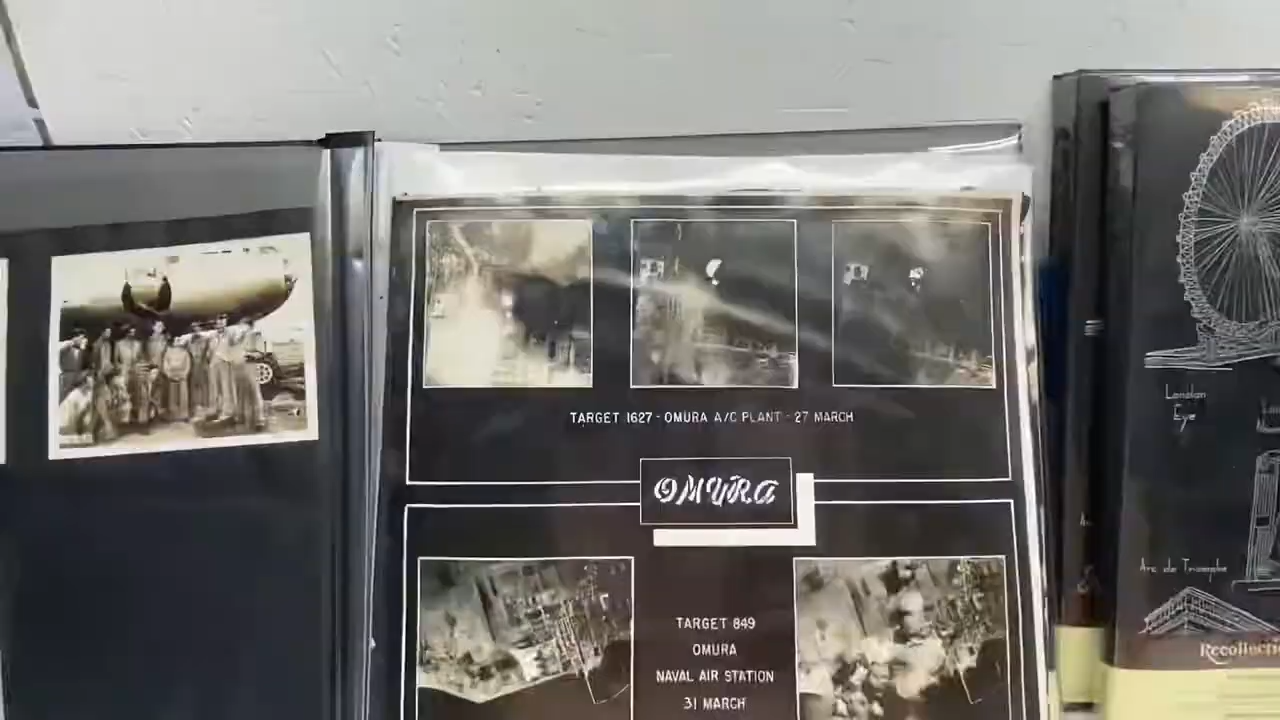 TARGET 1627 - OMURA A/C PLANT - 27 MARCH
OMURA
TARGET 849
OMURA
NAVAL AIR STATION
31 MARCH
London
Eye
Arc de Triomphe